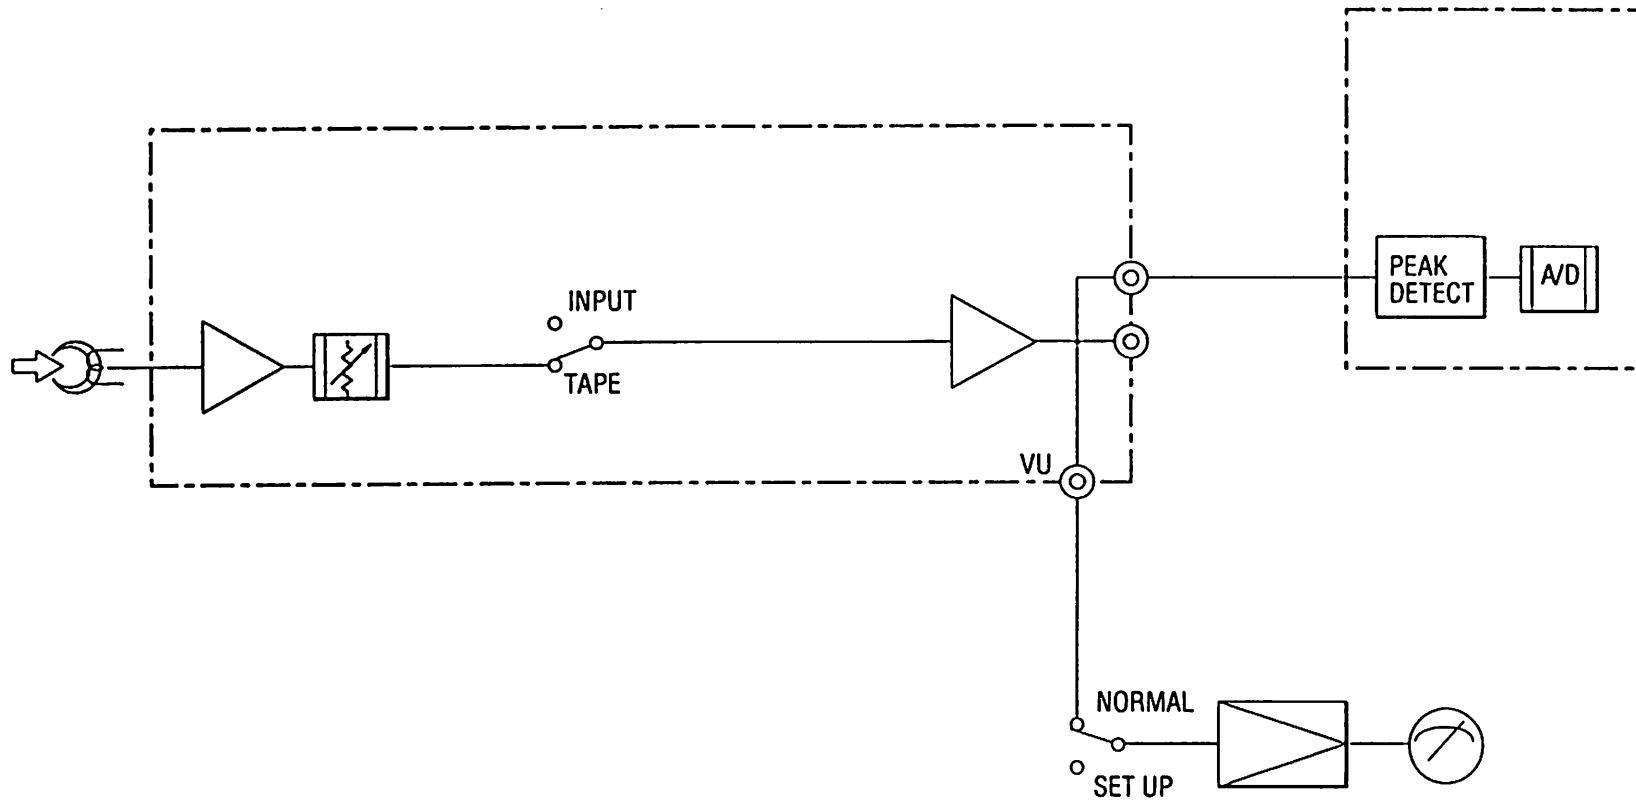 INPUT
TAPE
VU
PEAK
DETECT
A/D
NORMAL
SET UP